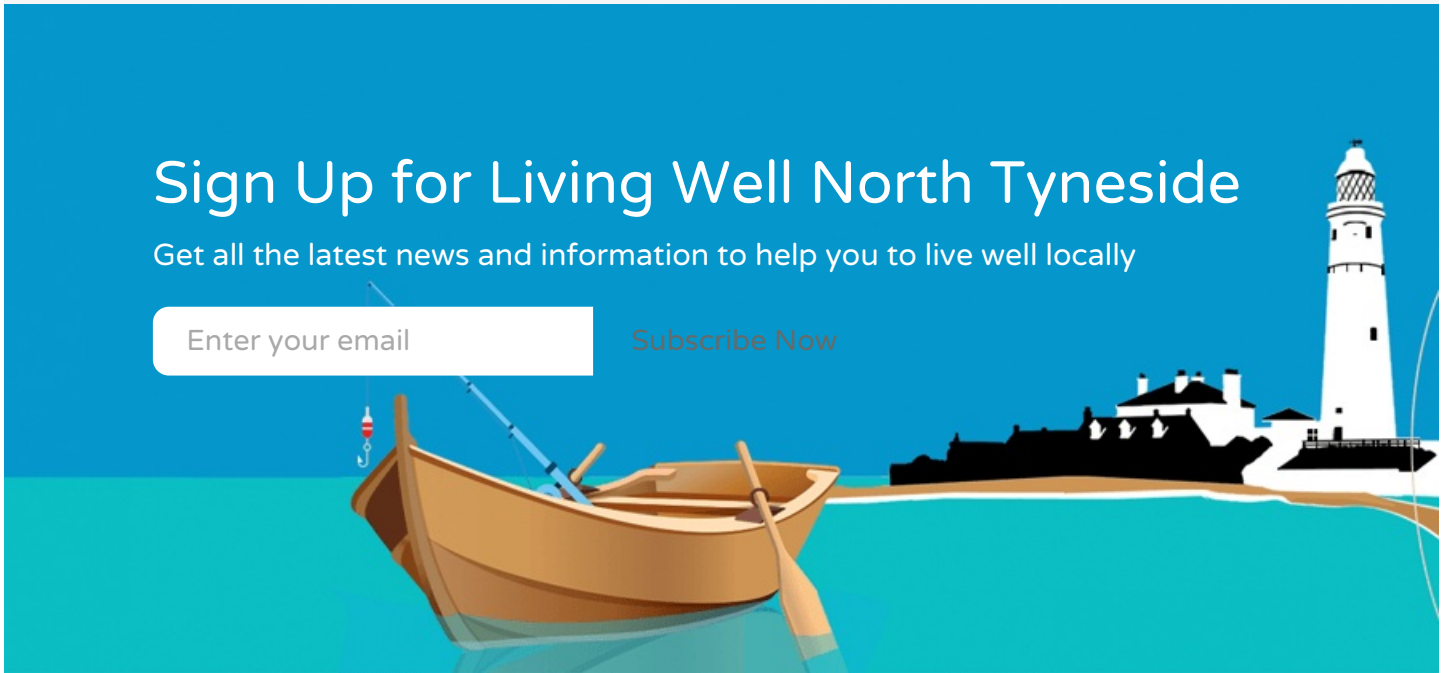 Sign Up for Living Well North Tyneside
Get all the latest news and information to help you to live well locally
Enter your email
Subscribe Now